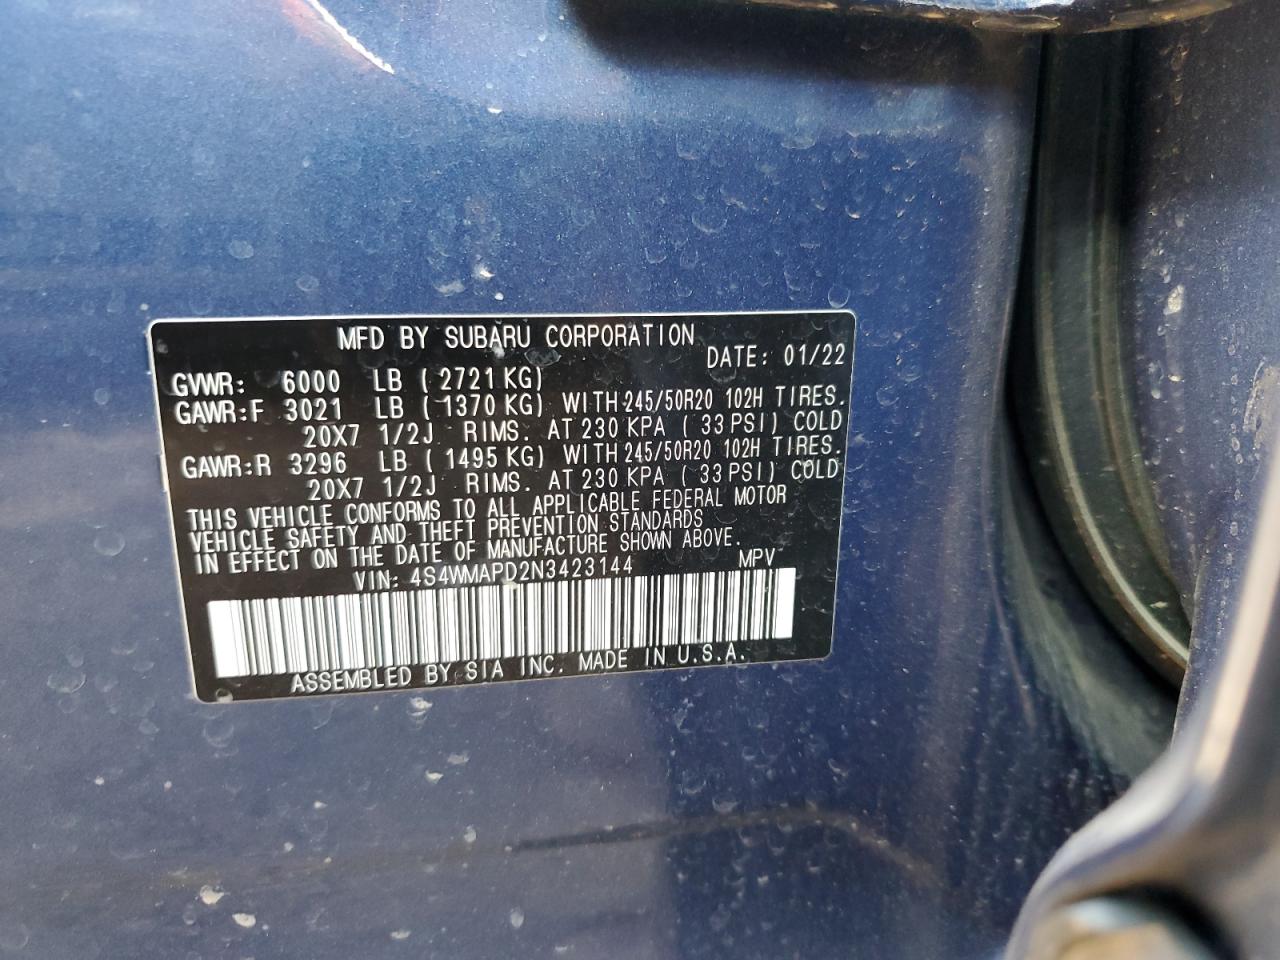 MFD BY SUBARU CORPORATION
DATE: 01/22
GVWR: 6000 LB ( 2721 KG)
GAWR:F 3021 LB ( 1370 KG) WITH 245/50R20 102H TIRES.
20X7 1/2J RIMS. AT 230 KPA ( 33 PSI) COLD
GAWR:R 3296 LB ( 1495 KG) WITH 245/50R20 102H TIRES.
20X7 1/2J RIMS. AT 230 KPA ( 33 PSI) COLD
THIS VEHICLE CONFORMS TO ALL APPLICABLE FEDERAL MOTOR
VEHICLE SAFETY AND THEFT PREVENTION STANDARDS
IN EFFECT ON THE DATE OF MANUFACTURE SHOWN ABOVE.
VIN: 4S4WMAPD2N3423144 MPV
ASSEMBLED BY SIA INC. MADE IN U.S.A.